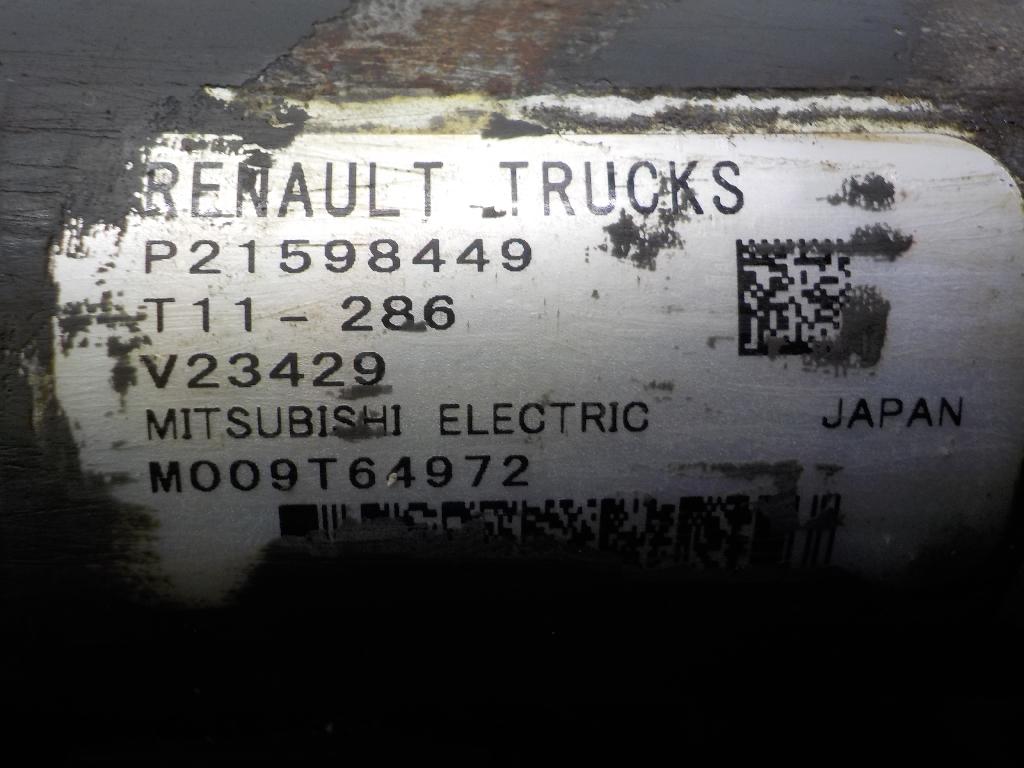 RENAULT TRUCKS
P21598449
T11-286
V23429
MITSUBISHI ELECTRIC JAPAN
M009T64972